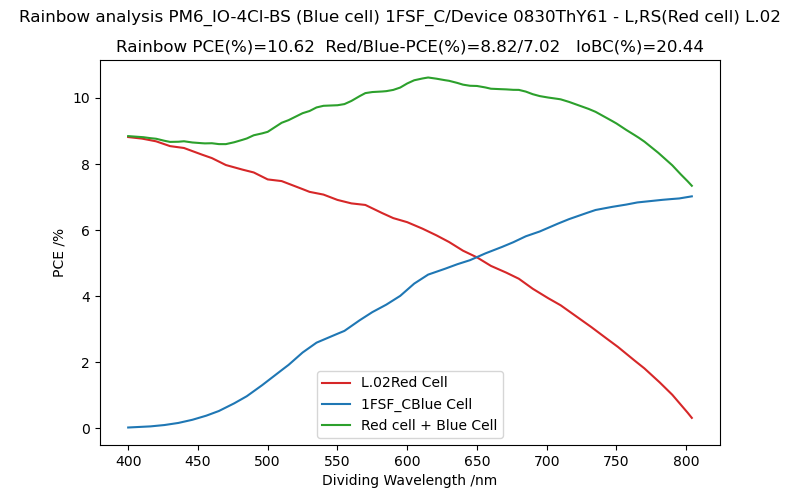 Rainbow analysis PM6_IO-4Cl-BS (Blue cell) 1FSF_C/Device 0830ThY61 - L,RS(Red cell) L.02
Rainbow PCE(%)=10.62  Red/Blue-PCE(%)=8.82/7.02   IoBC(%)=20.44
10
8
6
4
2
0
PCE /%
L.02Red Cell
1FSF_CBlue Cell
Red cell + Blue Cell
400 450 500 550 600 650 700 750 800
Dividing Wavelength /nm